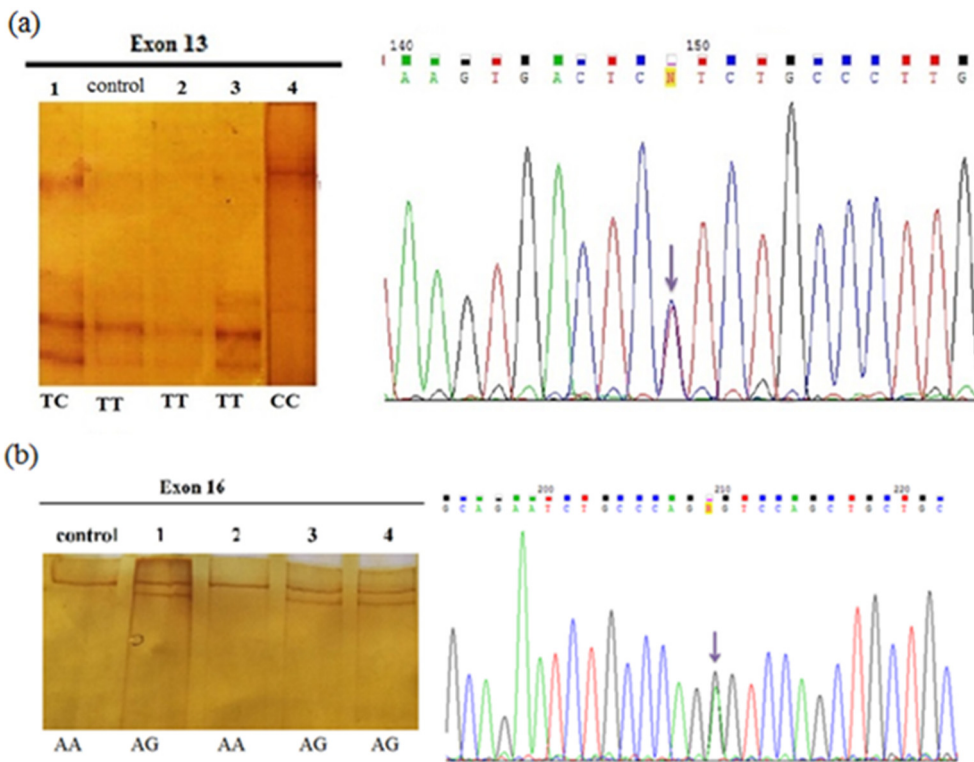 (a)
Exon 13
1 control 2 3 4
TC TT TT TT CC
140 150
A A G T G A C T C N T C T G C C C T T G
(b)
Exon 16
control 1 2 3 4
AA AG AA AG AG
200 210 220
G C A G A A T C T G C C C A G N G T C C A G C T G C T G C